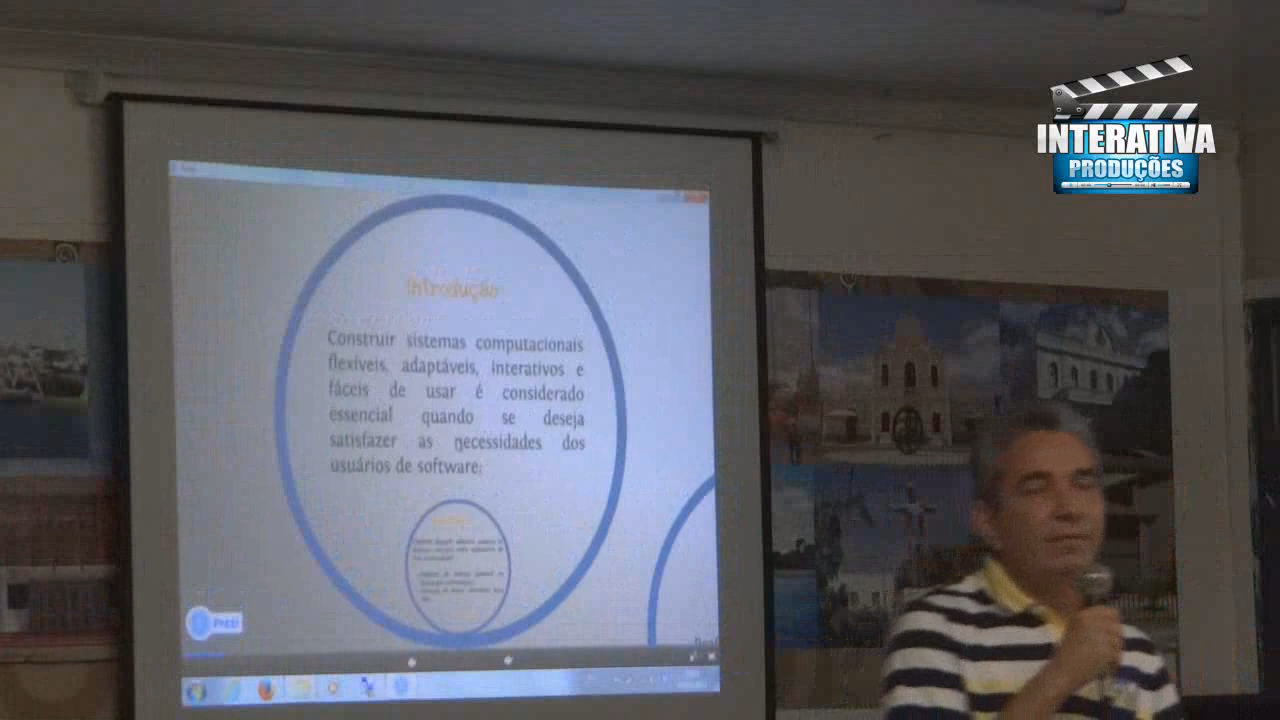 INTERATIVA
PRODUÇÕES
Introdução
Construir sistemas computacionais
flexíveis, adaptáveis, interativos e
fáceis de usar é considerado
essencial quando se deseja
satisfazer as necessidades dos
usuários de software;
Prezi